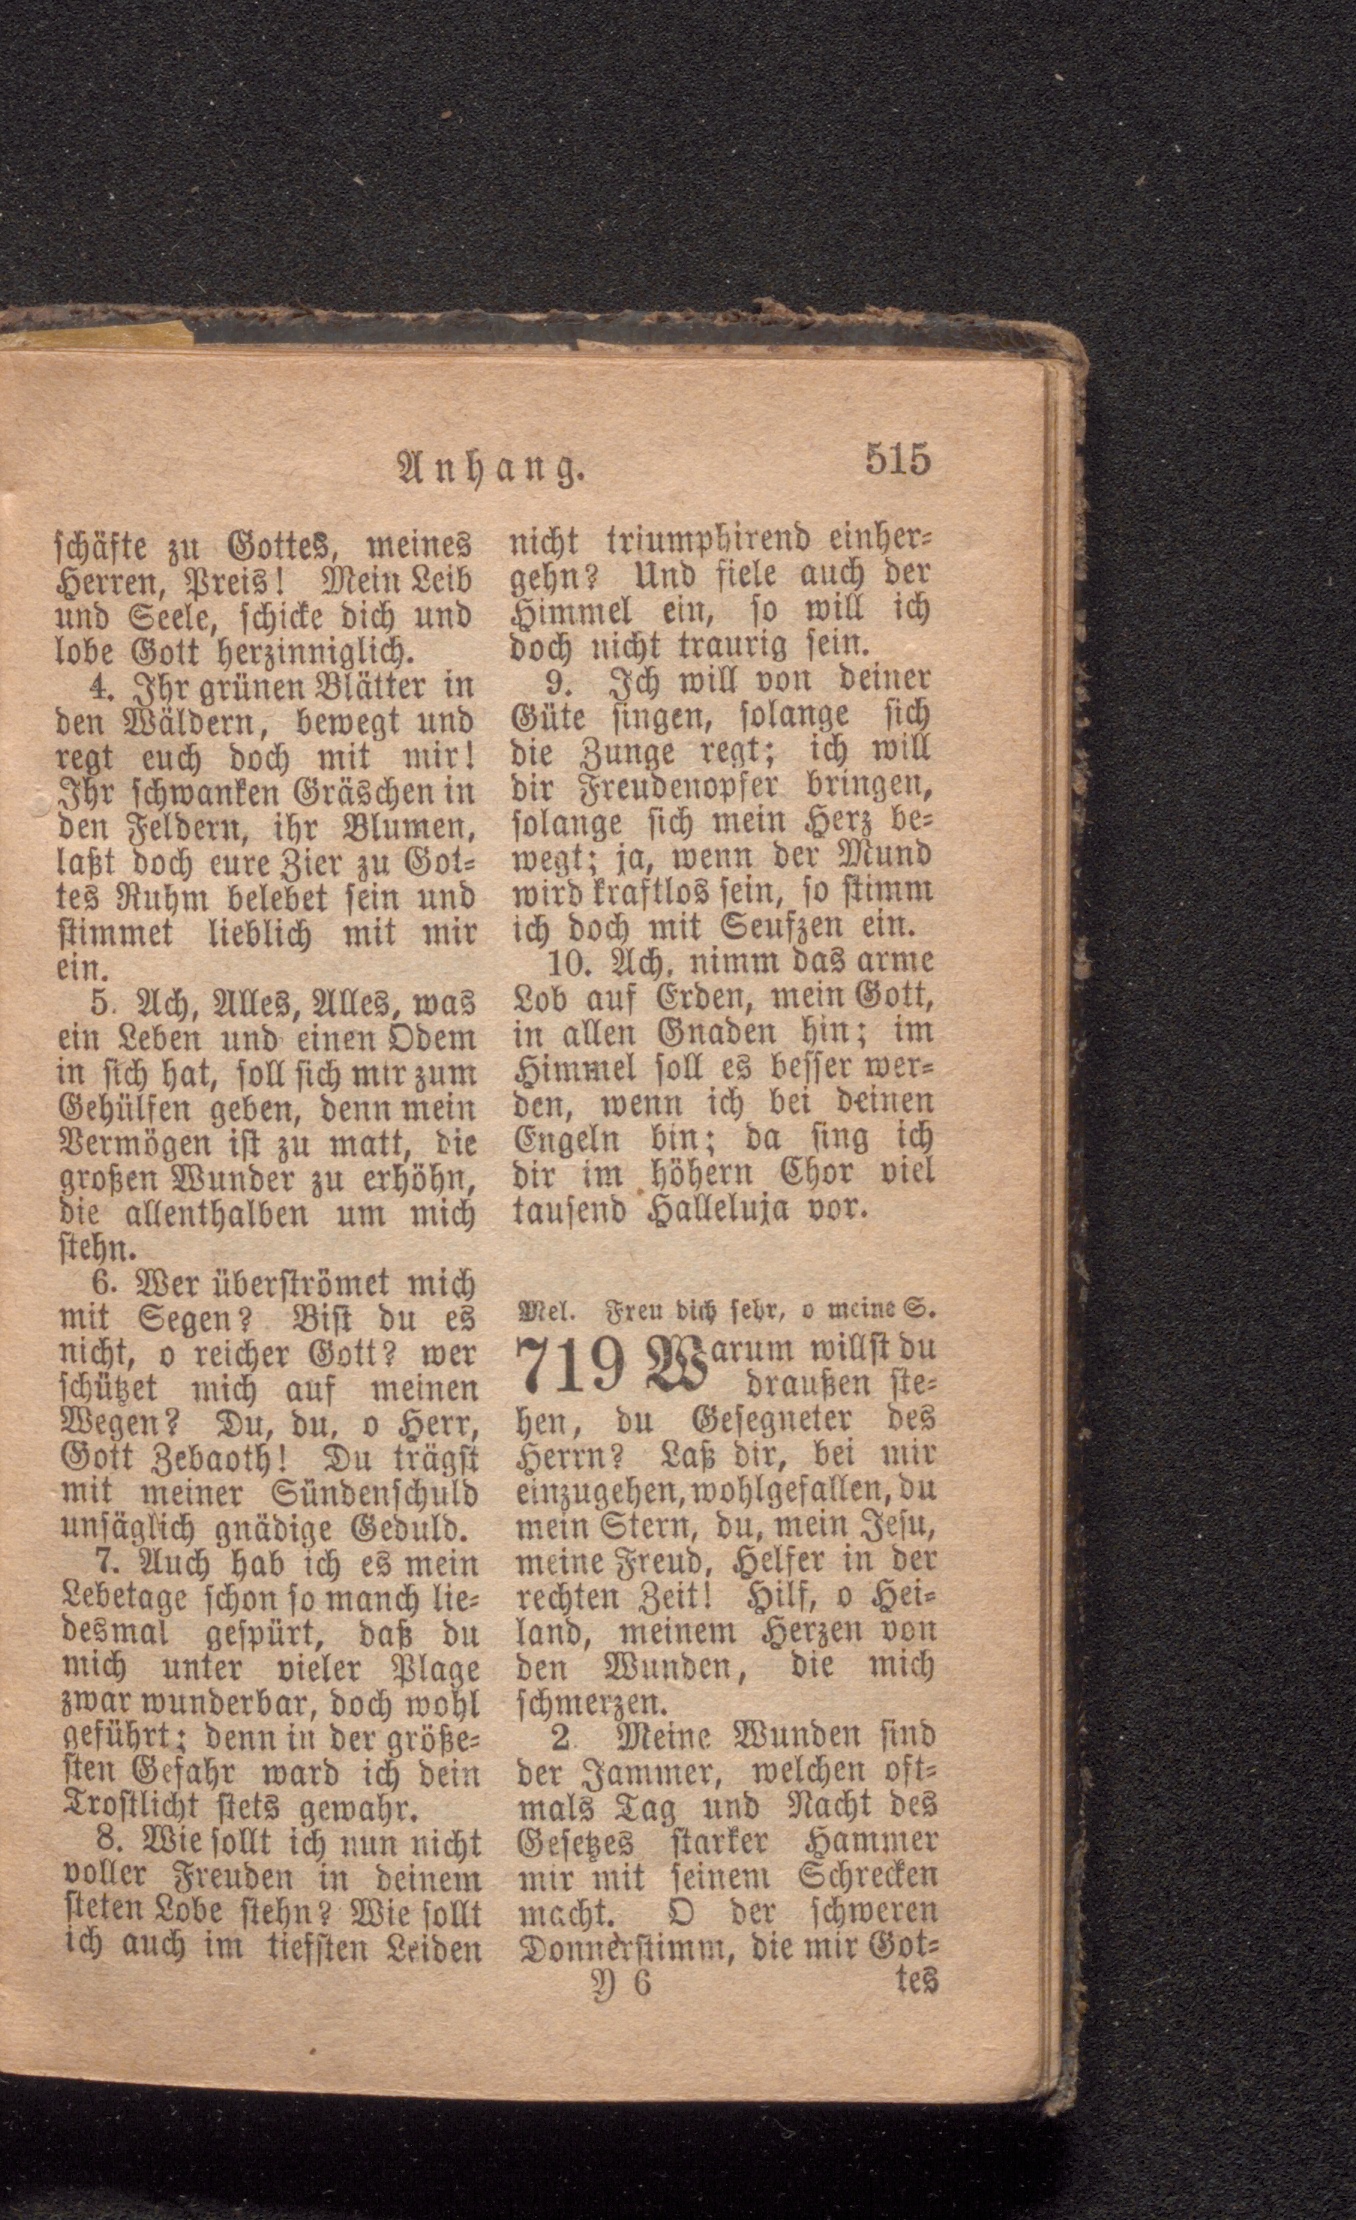 Anhang. 515
schäfte zu Gottes, meines
Herren, Preis! Mein Leib
und Seele, schicke dich und
lobe Gott herzinniglich.
4. Ihr grünen Blätter in
den Wäldern, bewegt und
regt euch doch mit mir!
Ihr schwanken Gräschen in
den Feldern, ihr Blumen,
laßt doch eure Zier zu Got-
tes Ruhm belebet sein und
stimmet lieblich mit mir
ein.
5. Ach, Alles, Alles, was
ein Leben und einen Odem
in sich hat, soll sich mir zum
Gehülfen geben, denn mein
Vermögen ist zu matt, die
großen Wunder zu erhöhn,
die allenthalben um mich
stehn.
6. Wer überströmet mich
mit Segen? Bist du es
nicht, o reicher Gott? wer
schützet mich auf meinen
Wegen? Du, du, o Herr,
Gott Zebaoth! Du trägst
mit meiner Sündenschuld
unsäglich gnädige Geduld.
7. Auch hab ich es mein
Lebetage schon so manch lie-
desmal gespürt, daß du
mich unter vieler Plage
zwar wunderbar, doch wohl
geführt; denn in der größe-
sten Gefahr ward ich dein
Trostlicht stets gewahr.
8. Wie sollt ich nun nicht
voller Freuden in deinem
steten Lobe stehn? Wie sollt
ich auch im tiefsten Leiden
nicht triumphirend einher-
gehn? Und fiele auch der
Himmel ein, so will ich
doch nicht traurig sein.
9. Ich will von deiner
Güte singen, solange sich
die Zunge regt; ich will
dir Freudenopfer bringen,
solange sich mein Herz be-
wegt; ja, wenn der Mund
wird kraftlos sein, so stimm
ich doch mit Seufzen ein.
10. Ach, nimm das arme
Lob auf Erden, mein Gott,
in allen Gnaden hin; im
Himmel soll es besser wer-
den, wenn ich bei deinen
Engeln bin; da sing ich
dir im höhern Chor viel
tausend Halleluja vor.
Mel. Freu dich sehr, o meine S.
719 Warum willst du
draußen ste-
hen, du Gesegneter des
Herrn? Laß dir, bei mir
einzugehen, wohlgefallen, du
mein Stern, du, mein Jesu,
meine Freud, Helfer in der
rechten Zeit! Hilf, o Hei-
land, meinem Herzen von
den Wunden, die mich
schmerzen.
2. Meine Wunden sind
der Jammer, welchen oft-
mals Tag und Nacht des
Gesetzes starker Hammer
mir mit seinem Schrecken
macht. O der schweren
Donnerstimm, die mir Got-
Y 6 tes